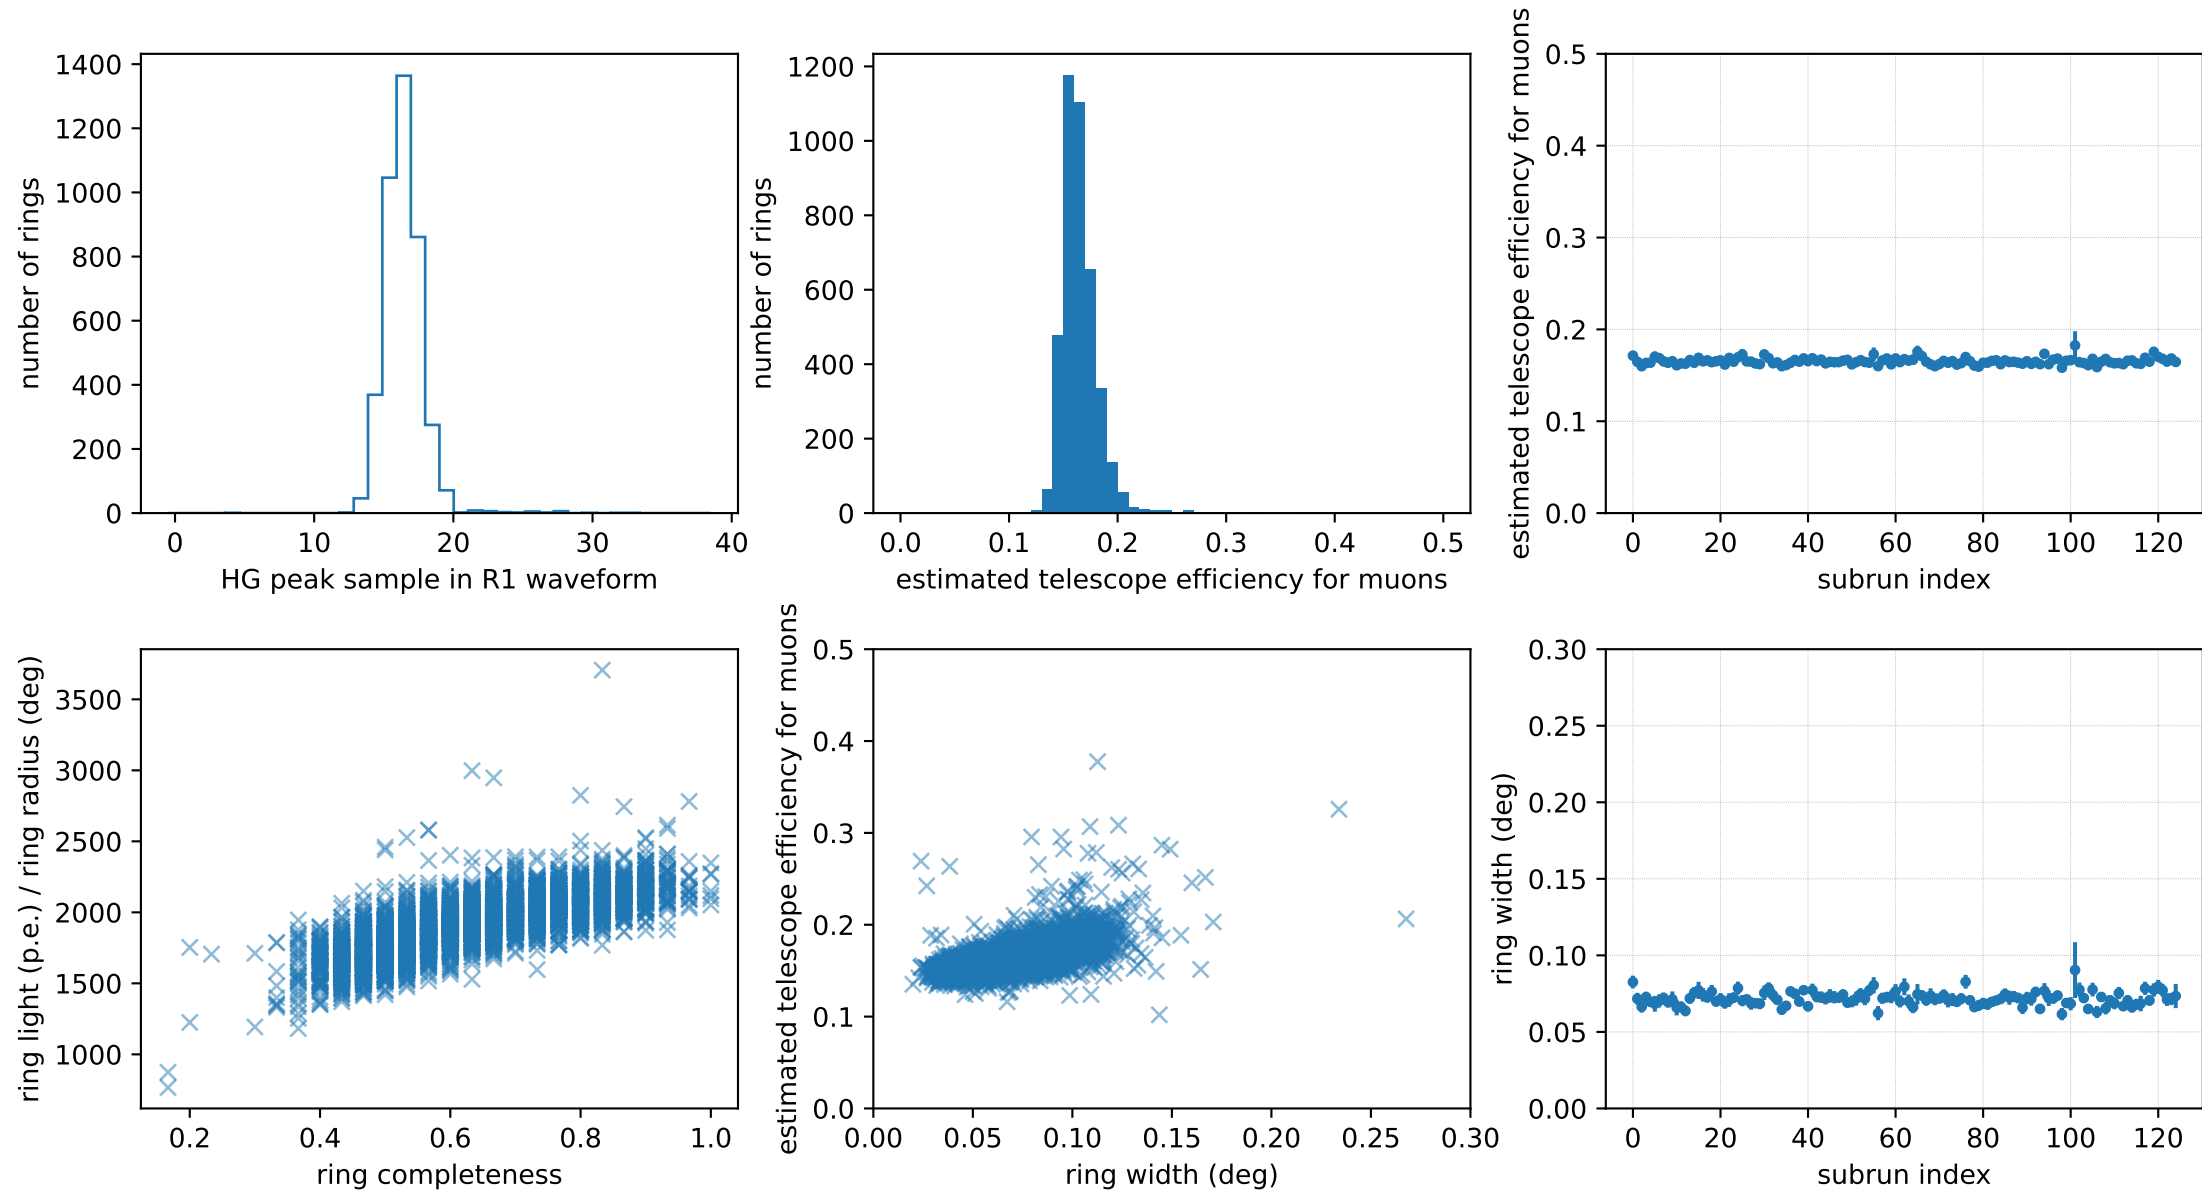 1400
1200
1000
800
600
400
200
0
number of rings
0 10 20 30 40
HG peak sample in R1 waveform
1200
1000
800
600
400
200
0
number of rings
0.0 0.1 0.2 0.3 0.4 0.5
estimated telescope efficiency for muons
0.5
0.4
0.3
0.2
0.1
0.0
estimated telescope efficiency for muons
0 20 40 60 80 100 120
subrun index
3500
3000
2500
2000
1500
1000
ring light (p.e.) / ring radius (deg)
0.2 0.4 0.6 0.8 1.0
ring completeness
0.5
0.4
0.3
0.2
0.1
0.0
estimated telescope efficiency for muons
0.00 0.05 0.10 0.15 0.20 0.25 0.30
ring width (deg)
0.30
0.25
0.20
0.15
0.10
0.05
0.00
ring width (deg)
0 20 40 60 80 100 120
subrun index